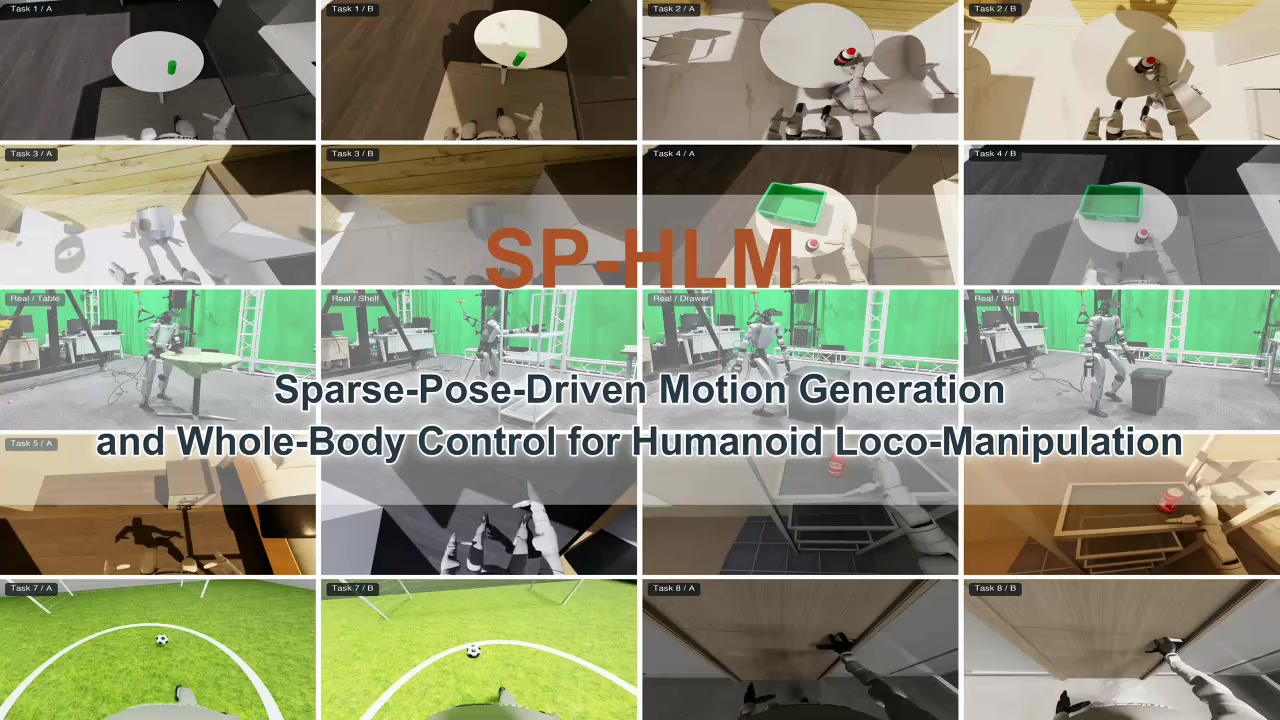 Task 1 / A
Task 1 / B
Task 2 / A
Task 2 / B
Task 3 / A
Task 3 / B
Task 4 / A
Task 4 / B
SP-HLM
Real / Table
Real / Shelf
Real / Drawer
Real / Bin
Sparse-Pose-Driven Motion Generation
and Whole-Body Control for Humanoid Loco-Manipulation
Task 5 / A
Task 7 / A
Task 7 / B
Task 8 / A
Task 8 / B